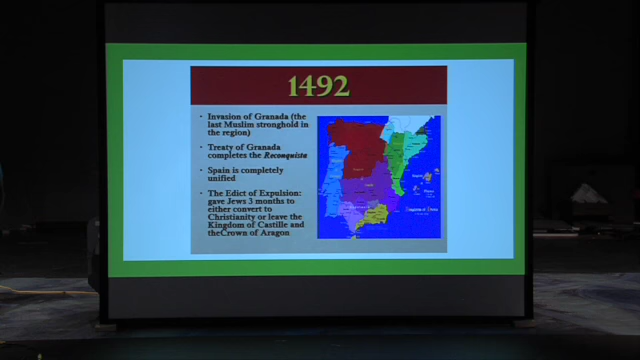 1492
· Invasion of Granada (the
last Muslim stronghold in
the region)
· Treaty of Granada
completes the Reconquista
· Spain is completely
unified
· The Edict of Expulsion:
gave Jews 3 months to
either convert to
Christianity or leave the
Kingdom of Castille and
theCrown of Aragon